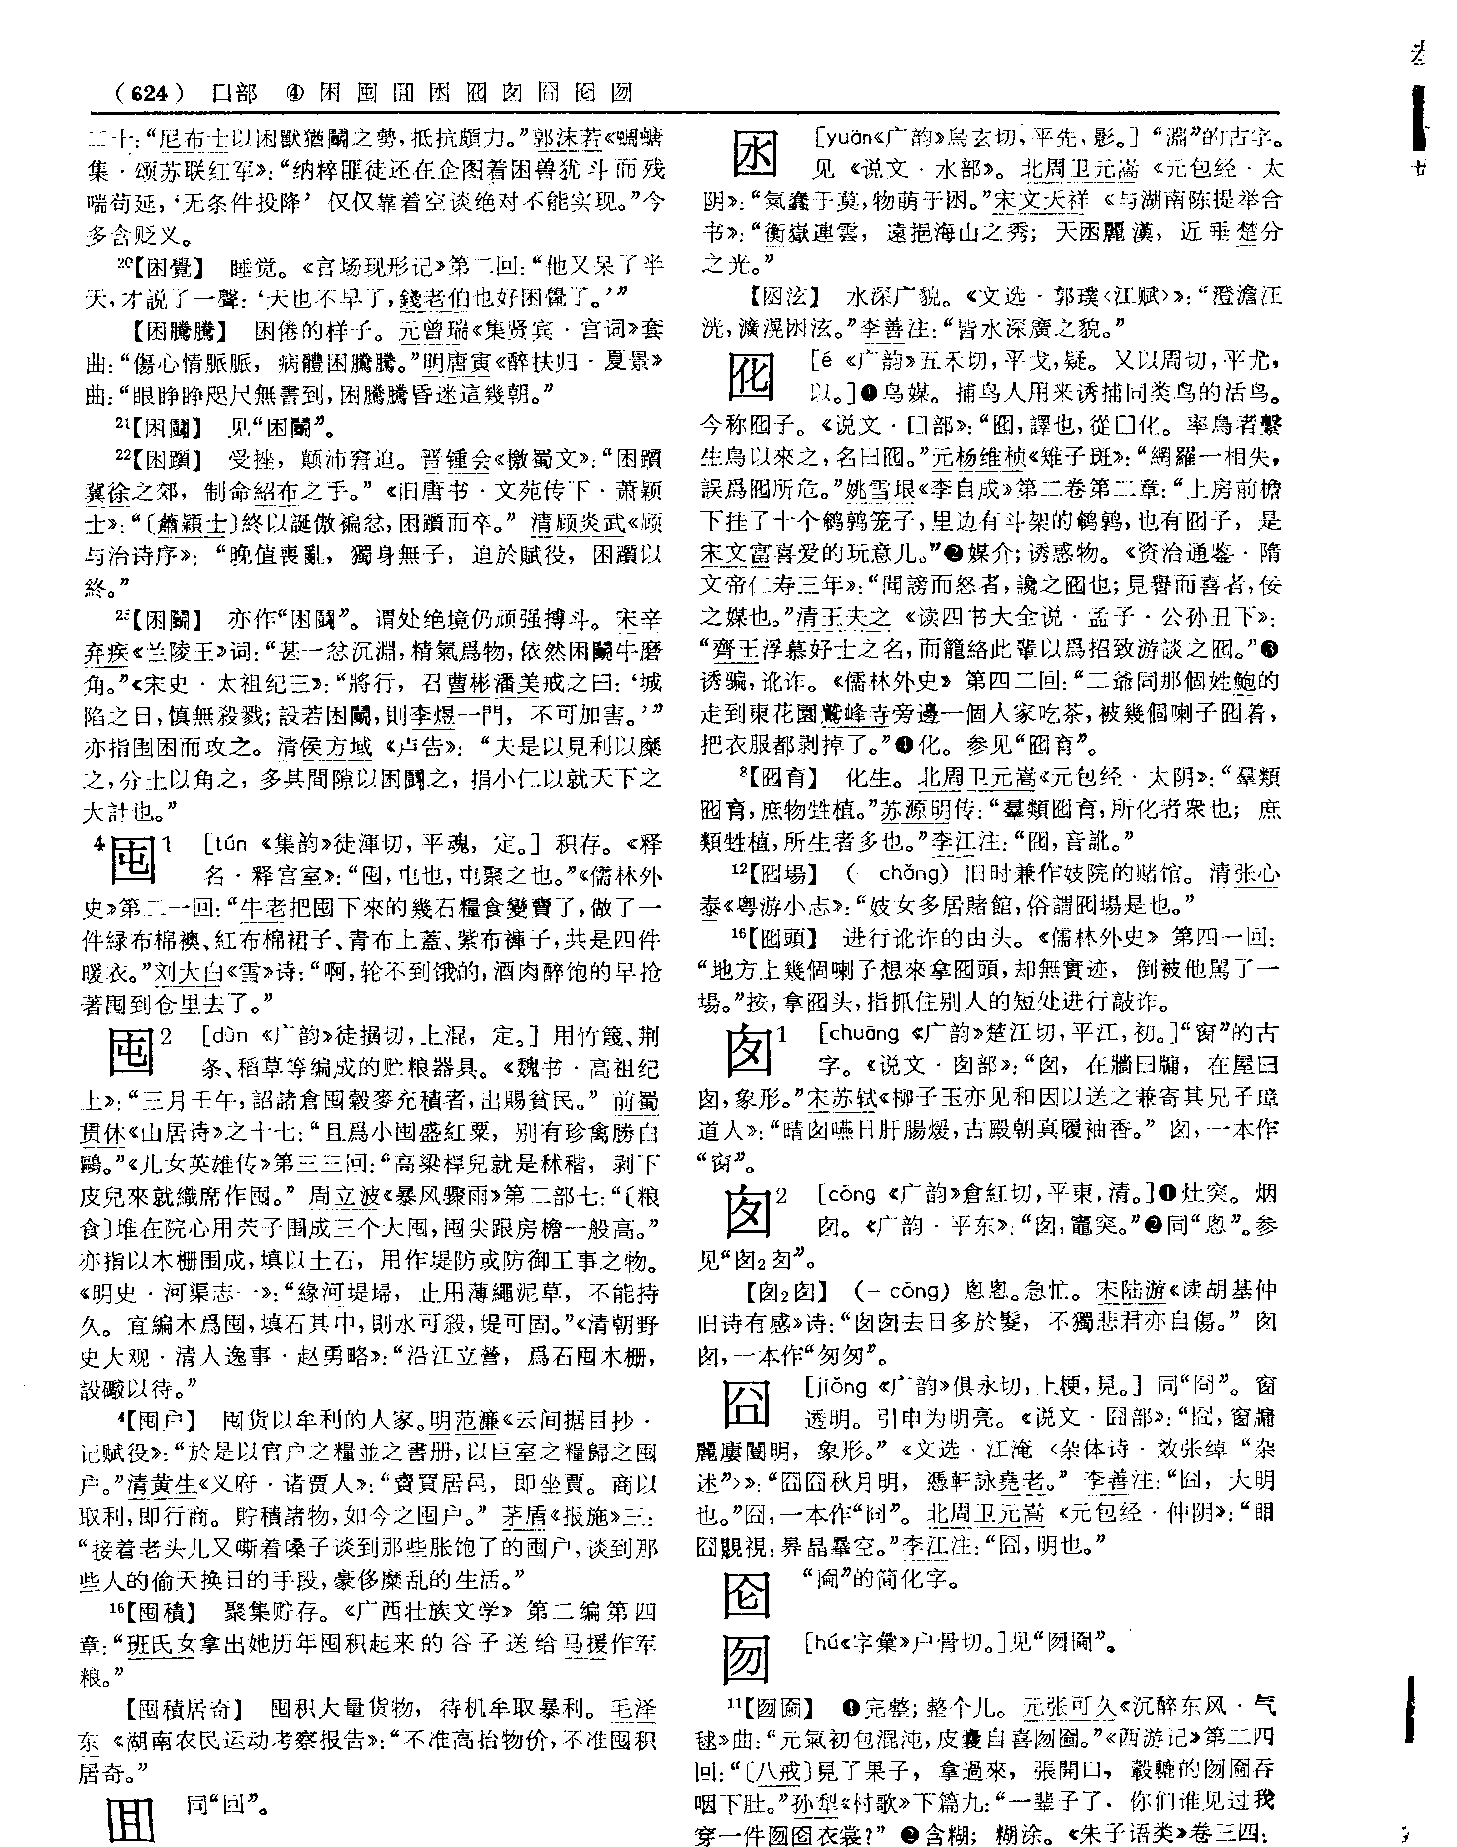 （624） 口部 ④ 困 囤 囬 囦 囮 囱 囧 囵 囫
二十：“尼布士以困獸猶鬬之勢，抵抗頗力。”郭沫若《蜩螗
集·颂苏联红军》：“纳粹匪徒还在企图着困兽犹斗而残
喘苟延，‘无条件投降’仅仅靠着空谈绝对不能实现。”今
多含贬义。
20【困覺】 睡觉。《官场现形记》第二回：“他又呆了半
天，才説了一聲：‘天也不早了，錢老伯也好困覺了。’”
【困騰騰】 困倦的样子。元曾瑞《集贤宾·宫词》套
曲：“傷心情脈脈，病體困騰騰。”明唐寅《醉扶归·夏景》
曲：“眼睁睁咫尺無書到，困騰騰昏迷這幾朝。”
21【困鬭】 见“困鬬”。
22【困躓】 受挫，颠沛窘迫。晋锺会《檄蜀文》：“困躓
冀徐之郊，制命紹布之手。”《旧唐书·文苑传下·萧颖
士》：“〔蕭穎士〕終以誕傲褊忿，困躓而卒。”清顾炎武《顾
与治诗序》：“晚值喪亂，獨身無子，迫於賦役，困躓以
終。”
23【困鬬】 亦作“困鬭”。谓处绝境仍顽强搏斗。宋辛
弃疾《兰陵王》词：“甚一忿沉淵，精氣爲物，依然困鬬牛磨
角。”《宋史·太祖纪三》：“將行，召曹彬潘美戒之曰：‘城
陷之日，慎無殺戮；設若困鬬，則李煜一門，不可加害。’”
亦指围困而攻之。清侯方域《卢告》：“夫是以見利以糜
之，分土以角之，多其間隙以困鬭之，捐小仁以就天下之
大計也。”
4囤1 ［tún《集韵》徒渾切，平魂，定。］积存。《释
名·释宫室》：“囤，屯也，屯聚之也。”《儒林外
史》第二一回：“牛老把囤下來的幾石糧食變賣了，做了一
件緑布棉襖、紅布棉裙子、青布上蓋、紫布褲子，共是四件
暖衣。”刘大白《雪》诗：“啊，轮不到饿的，酒肉醉饱的早抢
著囤到仓里去了。”
囤2 ［dùn《广韵》徒損切，上混，定。］用竹篾、荆
条、稻草等编成的贮粮器具。《魏书·高祖纪
上》：“三月壬午，詔諸倉囤穀麥充積者，出賜貧民。”前蜀
贯休《山居诗》之十七：“且爲小囤盛紅粟，别有珍禽勝白
鷗。”《儿女英雄传》第三三回：“高粱稈兒就是秫稭，剥下
皮兒來就織席作囤。”周立波《暴风骤雨》第二部七：“〔粮
食〕堆在院心用茓子围成三个大囤，囤尖跟房檐一般高。”
亦指以木栅围成，填以土石，用作堤防或防御工事之物。
《明史·河渠志一》：“緣河堤埽，止用薄繩泥草，不能持
久。宜編木爲囤，填石其中，則水可殺，堤可固。”《清朝野
史大观·清人逸事·赵勇略》：“沿江立營，爲石囤木栅，
設礮以待。”
4【囤户】 囤货以牟利的人家。明范濂《云间据目抄·
记赋役》：“於是以官户之糧並之書册，以巨室之糧歸之囤
户。”清黄生《义府·诸贾人》：“賣買居邑，即坐賈。商以
取利，即行商。貯積諸物，如今之囤户。”茅盾《报施》三：
“接着老头儿又嘶着嗓子谈到那些胀饱了的囤户，谈到那
些人的偷天换日的手段，豪侈糜乱的生活。”
16【囤積】 聚集贮存。《广西壮族文学》第二编第四
章：“班氏女拿出她历年囤积起来的谷子送给马援作军
粮。”
【囤積居奇】 囤积大量货物，待机牟取暴利。毛泽
东《湖南农民运动考察报告》：“不准高抬物价，不准囤积
居奇。”
囬 同“回”。
囦 ［yuān《广韵》烏玄切，平先，影。］“淵”的古字。
见《说文·水部》。北周卫元嵩《元包经·太
阴》：“氣蠢于莫，物萌于囦。”宋文天祥《与湖南陈提举合
书》：“衡嶽連雲，遠挹海山之秀；天囦麗漢，近垂楚分
之光。”
【囦泫】 水深广貌。《文选·郭璞〈江赋〉》：“澄澹汪
洸，瀇滉囦泫。”李善注：“皆水深廣之貌。”
囮 ［é《广韵》五禾切，平戈，疑。又以周切，平尤，
以。］❶鸟媒。捕鸟人用来诱捕同类鸟的活鸟。
今称囮子。《说文·囗部》：“囮，譯也，從囗化。率鳥者繫
生鳥以來之，名曰囮。”元杨维桢《雉子斑》：“網羅一相失，
誤爲囮所危。”姚雪垠《李自成》第二卷第二章：“上房前檐
下挂了十个鹌鹑笼子，里边有斗架的鹌鹑，也有囮子，是
宋文富喜爱的玩意儿。”❷媒介；诱惑物。《资治通鉴·隋
文帝仁寿三年》：“聞謗而怒者，讒之囮也；見譽而喜者，佞
之媒也。”清王夫之《读四书大全说·孟子·公孙丑下》：
“齊王浮慕好士之名，而籠絡此輩以爲招致游談之囮。”❸
诱骗，讹诈。《儒林外史》第四二回：“二爺同那個姓鮑的
走到東花園鷲峰寺旁邊一個人家吃茶，被幾個喇子囮着，
把衣服都剥掉了。”❹化。参见“囮育”。
8【囮育】 化生。北周卫元嵩《元包经·太阴》：“羣類
囮育，庶物甡植。”苏源明传：“羣類囮育，所化者衆也；庶
類甡植，所生者多也。”李江注：“囮，音訛。”
12【囮場】 （– chǎng）旧时兼作妓院的赌馆。清张心
泰《粤游小志》：“妓女多居賭館，俗謂囮場是也。”
16【囮頭】 进行讹诈的由头。《儒林外史》第四一回：
“地方上幾個喇子想來拿囮頭，却無實迹，倒被他駡了一
場。”按，拿囮头，指抓住别人的短处进行敲诈。
囱1 ［chuāng《广韵》楚江切，平江，初。］“窗”的古
字。《说文·囱部》：“囱，在牆曰牖，在屋曰
囱，象形。”宋苏轼《柳子玉亦见和因以送之兼寄其兄子璋
道人》：“晴囱嚥日肝腸煖，古殿朝真履袖香。”囱，一本作
“窗”。
囱2 ［cōng《广韵》倉紅切，平東，清。］❶灶突。烟
囱。《广韵·平东》：“囱，竈突。”❷同“悤”。参
见“囱2囱”。
【囱2囱】 （– cōng）悤悤。急忙。宋陆游《读胡基仲
旧诗有感》诗：“囱囱去日多於髮，不獨悲君亦自傷。”囱
囱，一本作“匆匆”。
囧 ［jiǒng《广韵》俱永切，上梗，見。］同“冏”。窗
透明。引申为明亮。《说文·囧部》：“囧，窗牖
麗廔闓明，象形。”《文选·江淹〈杂体诗·效张绰“杂
述”〉》：“囧囧秋月明，憑軒詠堯老。”李善注：“囧，大明
也。”囧，一本作“冏”。北周卫元嵩《元包经·仲阴》：“眀
囧覞視，昦晶㬪空。”李江注：“囧，明也。”
囵 “圇”的简化字。
囫 ［hú《字彙》户骨切。］见“囫圇”。
11【囫圇】 ❶完整；整个儿。元张可久《沉醉东风·气
毬》曲：“元氣初包混沌，皮囊自喜囫圇。”《西游记》第二四
回：“〔八戒〕見了果子，拿過來，張開口，轂轆的囫圇吞
咽下肚。”孙犁《村歌》下篇九：“一辈子了，你们谁见过我
穿一件囫囵衣裳？”❷含糊；糊涂。《朱子语类》卷三四：